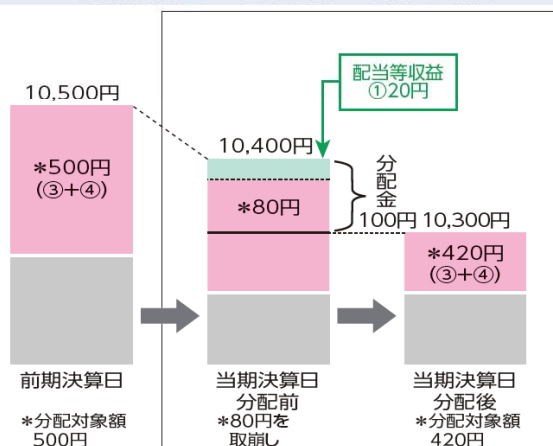 10,500円
*500円
(③+④)
前期決算日
*分配対象額
500円
配当等収益
①20円
10,400円
*80円
分配金
100円
当期決算日
分配前
*80円を
取崩し
10,300円
*420円
(③+④)
当期決算日
分配後
*分配対象額
420円